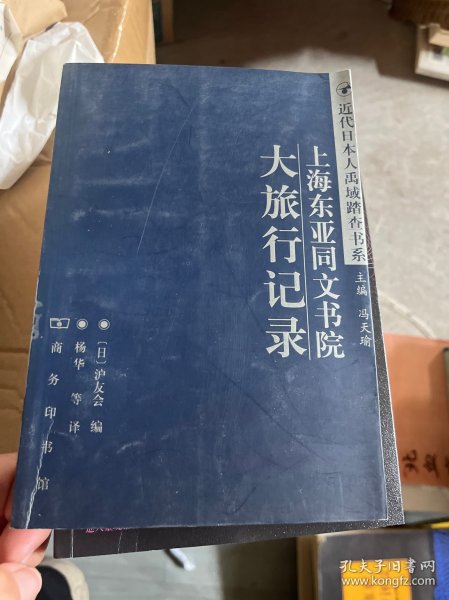 近代日本人禹域踏查书系
主编 冯天瑜
上海东亚同文书院
大旅行记录
〔日〕沪友会 编
杨华 等译
商务印书馆
孔夫子旧书网
www.kongfz.com